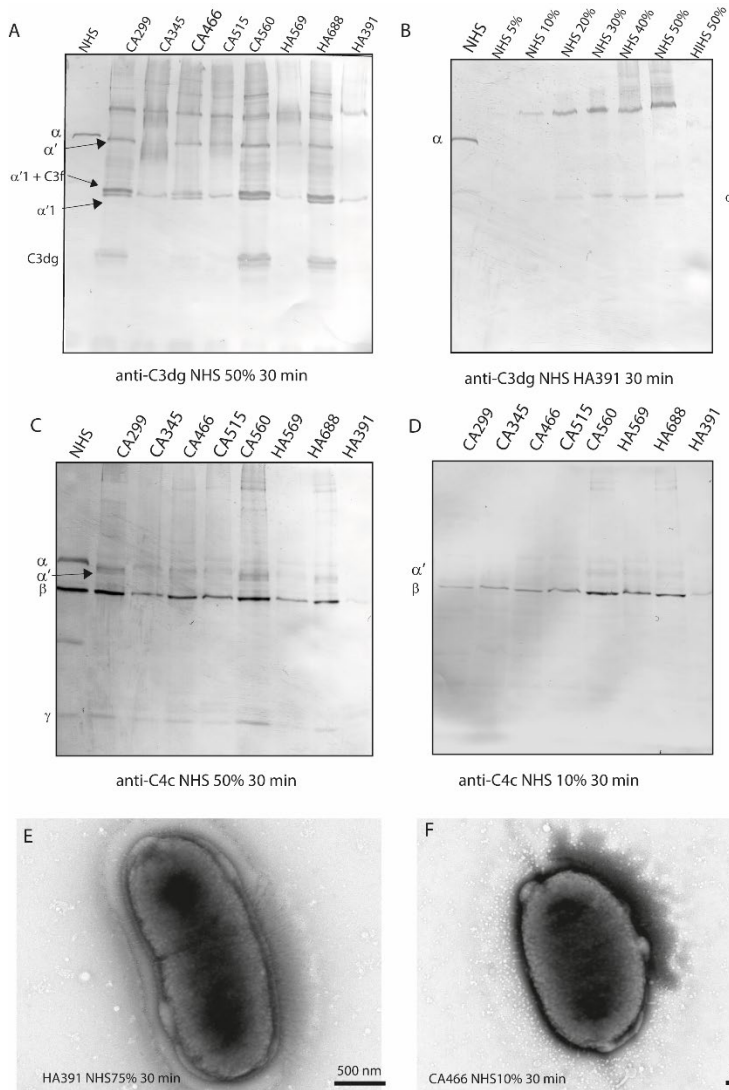 A
NHS
CA299
CA345
CA466
CA515
CA560
HA569
HA688
HA391
α
α'
α'1 + C3f
α'1
C3dg
anti-C3dg NHS 50% 30 min
B
NHS
NHS 5%
NHS 10%
NHS 20%
NHS 30%
NHS 40%
NHS 50%
HIHS 50%
α
anti-C3dg NHS HA391 30 min
C
NHS
CA299
CA345
CA466
CA515
CA560
HA569
HA688
HA391
α
α'
β
γ
anti-C4c NHS 50% 30 min
D
CA299
CA345
CA466
CA515
CA560
HA569
HA688
HA391
α'
β
anti-C4c NHS 10% 30 min
E
HA391 NHS75% 30 min
500 nm
F
CA466 NHS10% 30 min